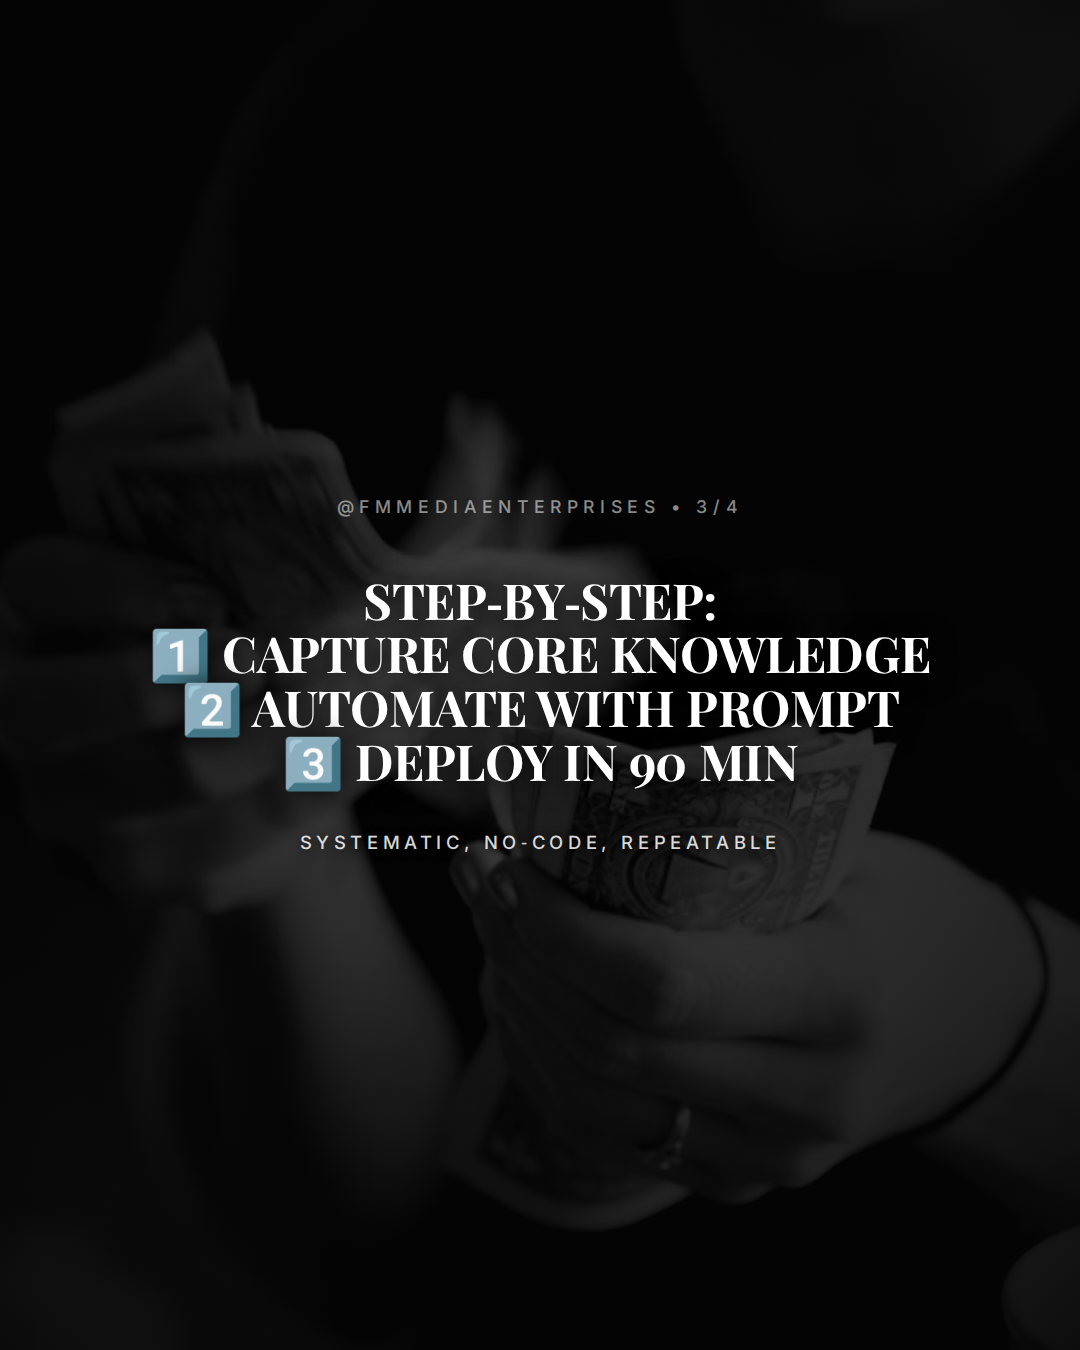 @FMMEDIAENTERPRISES • 3/4
STEP-BY-STEP:
1️⃣ CAPTURE CORE KNOWLEDGE
2️⃣ AUTOMATE WITH PROMPT
3️⃣ DEPLOY IN 90 MIN
SYSTEMATIC, NO-CODE, REPEATABLE